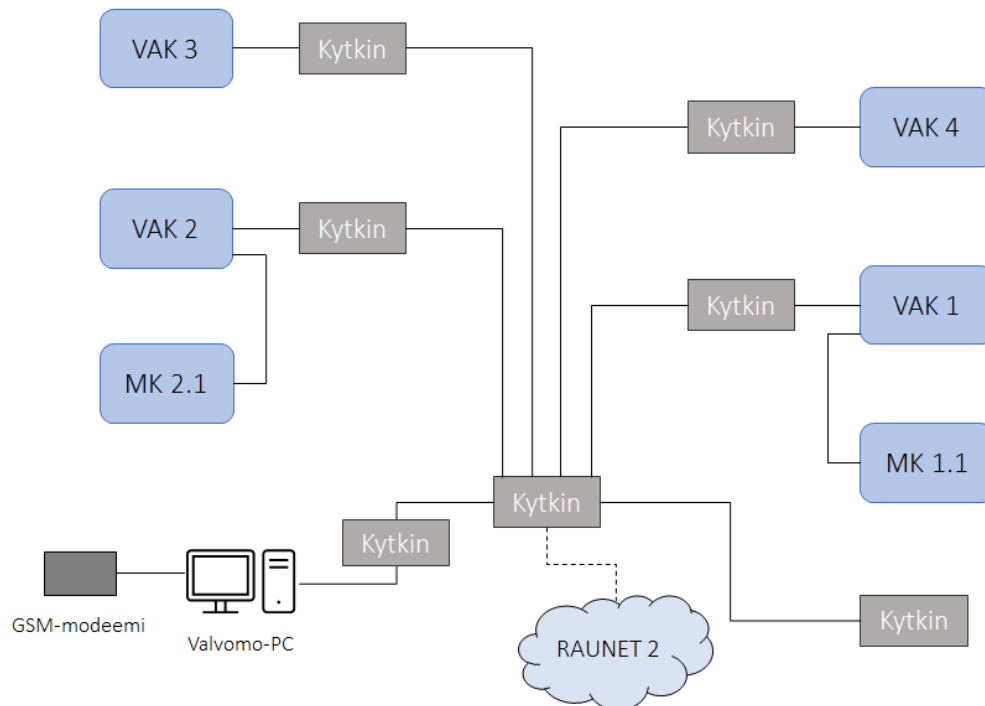 VAK 3
Kytkin
Kytkin
VAK 4
VAK 2
Kytkin
Kytkin
VAK 1
MK 2.1
MK 1.1
Kytkin
Kytkin
GSM-modeemi
Valvomo-PC
RAUNET 2
Kytkin